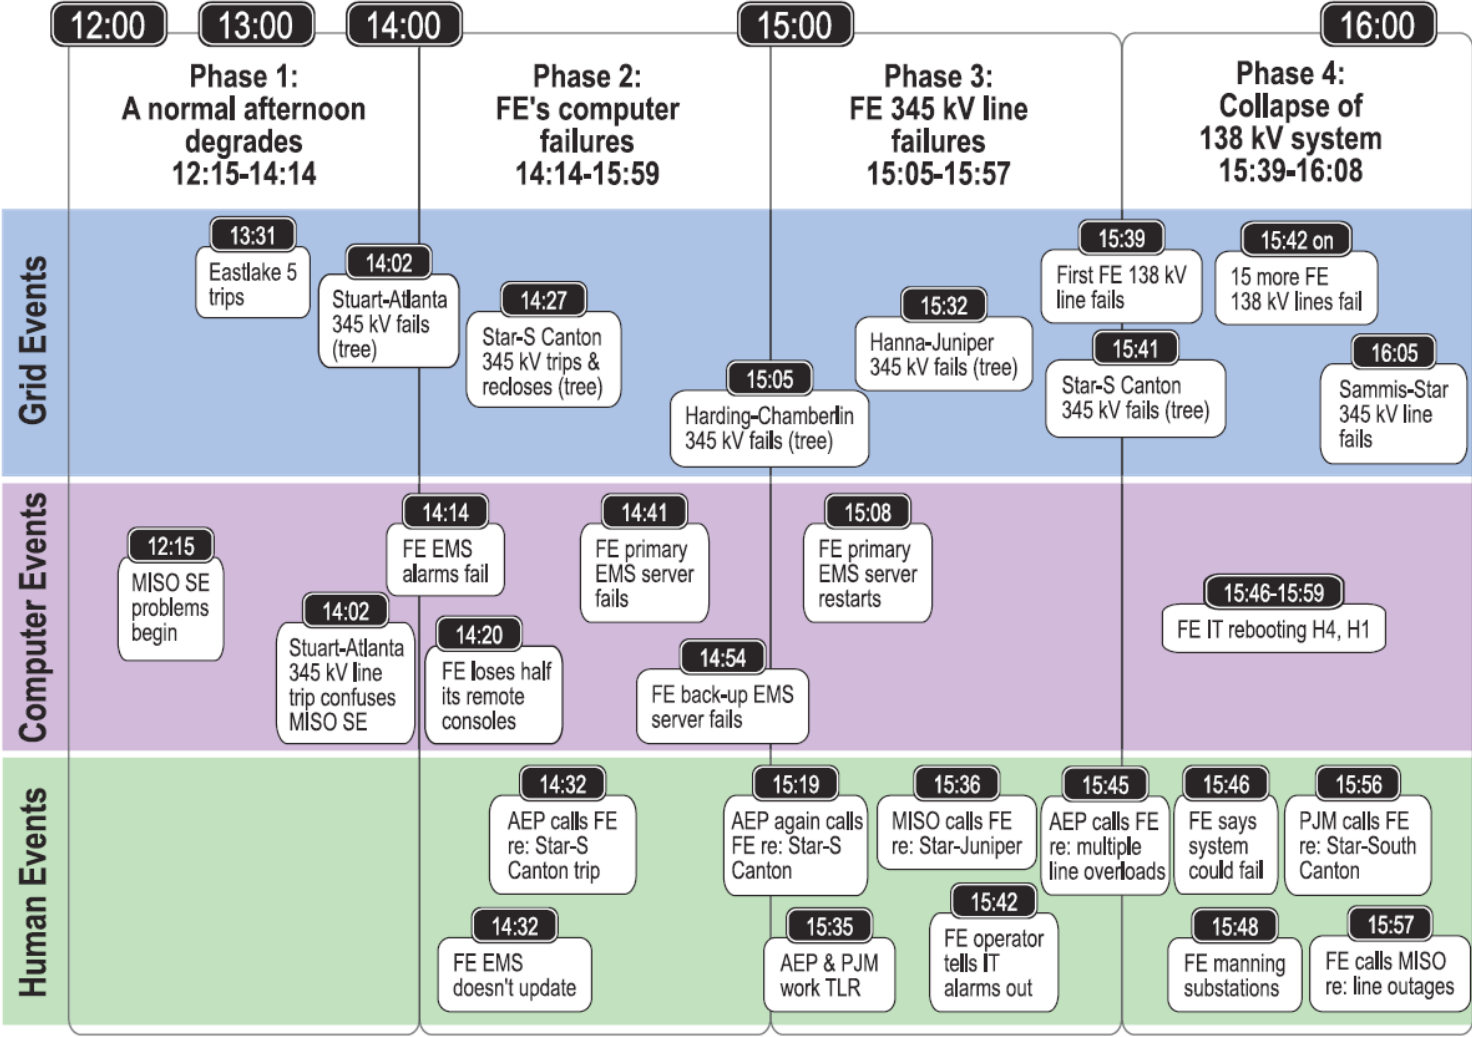 12:00
13:00
14:00
15:00
16:00
Phase 1:
A normal afternoon
degrades
12:15-14:14
Phase 2:
FE's computer
failures
14:14-15:59
Phase 3:
FE 345 kV line
failures
15:05-15:57
Phase 4:
Collapse of
138 kV system
15:39-16:08
Grid Events
13:31
Eastlake 5
trips
14:02
Stuart-Atlanta
345 kV fails
(tree)
14:27
Star-S Canton
345 kV trips &
recloses (tree)
15:05
Harding-Chamberlin
345 kV fails (tree)
15:32
Hanna-Juniper
345 kV fails (tree)
15:39
First FE 138 kV
line fails
15:41
Star-S Canton
345 kV fails (tree)
15:42 on
15 more FE
138 kV lines fail
16:05
Sammis-Star
345 kV line
fails
Computer Events
12:15
MISO SE
problems
begin
14:02
Stuart-Atlanta
345 kV line
trip confuses
MISO SE
14:14
FE EMS
alarms fail
14:20
FE loses half
its remote
consoles
14:41
FE primary
EMS server
fails
14:54
FE back-up EMS
server fails
15:08
FE primary
EMS server
restarts
15:46-15:59
FE IT rebooting H4, H1
Human Events
14:32
AEP calls FE
re: Star-S
Canton trip
14:32
FE EMS
doesn't update
15:19
AEP again calls
FE re: Star-S
Canton
15:35
AEP & PJM
work TLR
15:36
MISO calls FE
re: Star-Juniper
15:42
FE operator
tells IT
alarms out
15:45
AEP calls FE
re: multiple
line overloads
15:46
FE says
system
could fail
15:48
FE manning
substations
15:56
PJM calls FE
re: Star-South
Canton
15:57
FE calls MISO
re: line outages